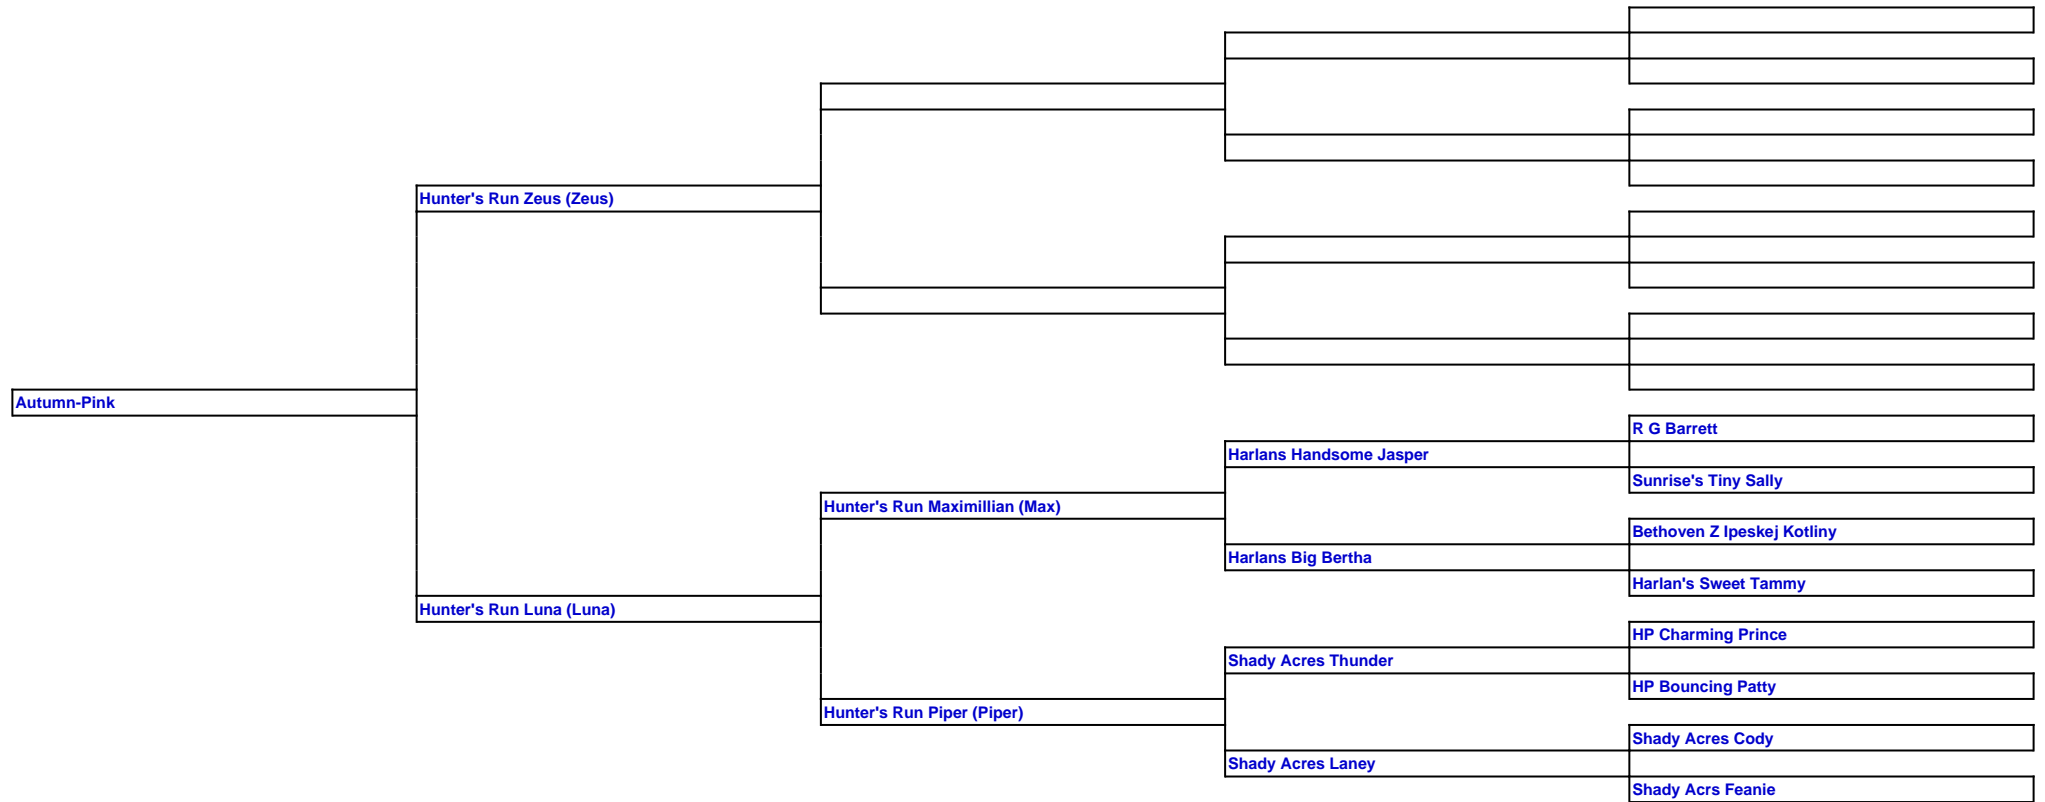 Hunter's Run Zeus (Zeus)
Autumn-Pink
R G Barrett
Harlans Handsome Jasper
Sunrise's Tiny Sally
Hunter's Run Maximillian (Max)
Bethoven Z Ipeskej Kotliny
Harlans Big Bertha
Harlan's Sweet Tammy
Hunter's Run Luna (Luna)
HP Charming Prince
Shady Acres Thunder
HP Bouncing Patty
Hunter's Run Piper (Piper)
Shady Acres Cody
Shady Acres Laney
Shady Acrs Feanie